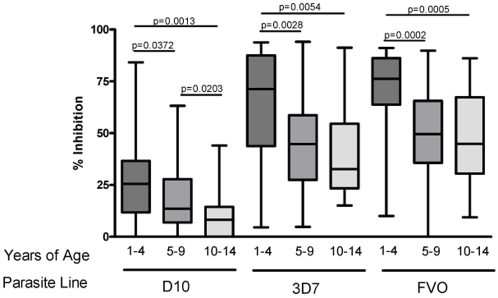 p=0.0013
p=0.0372
p=0.0203
p=0.0054
p=0.0028
p=0.0005
p=0.0002
% Inhibition
100
75
50
25
0
Years of Age 1-4 5-9 10-14 1-4 5-9 10-14 1-4 5-9 10-14
Parasite Line D10 3D7 FVO